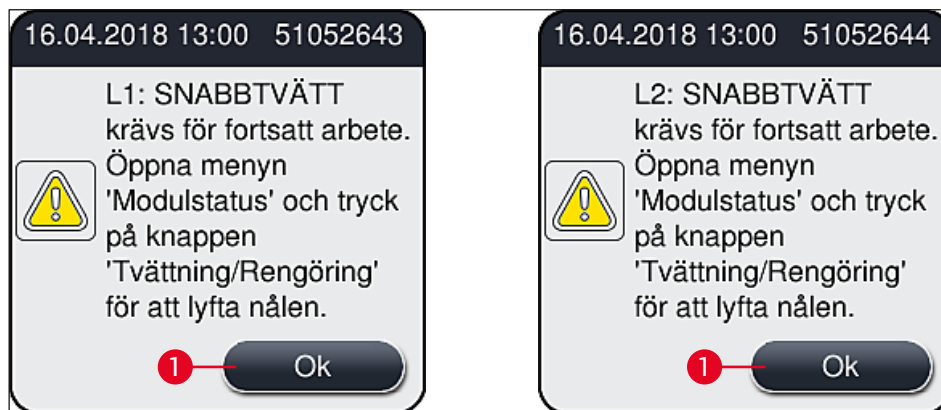 16.04.2018 13:00 51052643
L1: SNABBTVÄTT
krävs för fortsatt arbete.
Öppna menyn
'Modulstatus' och tryck
på knappen
'Tvättning/Rengöring'
för att lyfta nålen.
1
Ok
16.04.2018 13:00 51052644
L2: SNABBTVÄTT
krävs för fortsatt arbete.
Öppna menyn
'Modulstatus' och tryck
på knappen
'Tvättning/Rengöring'
för att lyfta nålen.
1
Ok